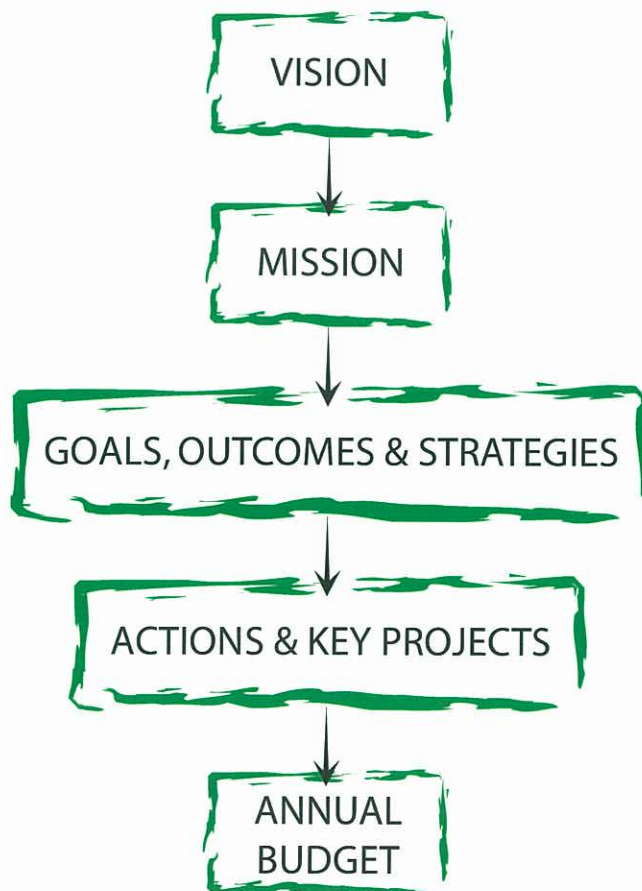 VISION
MISSION
GOALS, OUTCOMES & STRATEGIES
ACTIONS & KEY PROJECTS
ANNUAL
BUDGET